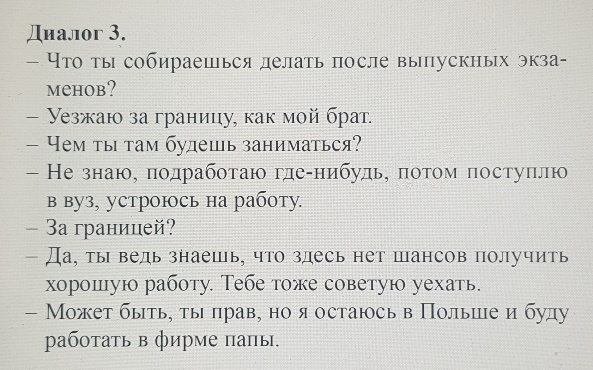 Диалог 3.
– Что ты собираешься делать после выпускных экза-
менов?
– Уезжаю за границу, как мой брат.
– Чем ты там будешь заниматься?
– Не знаю, подработаю где-нибудь, потом поступлю
в вуз, устроюсь на работу.
– За границей?
– Да, ты ведь знаешь, что здесь нет шансов получить
хорошую работу. Тебе тоже советую уехать.
– Может быть, ты прав, но я остаюсь в Польше и буду
работать в фирме папы.